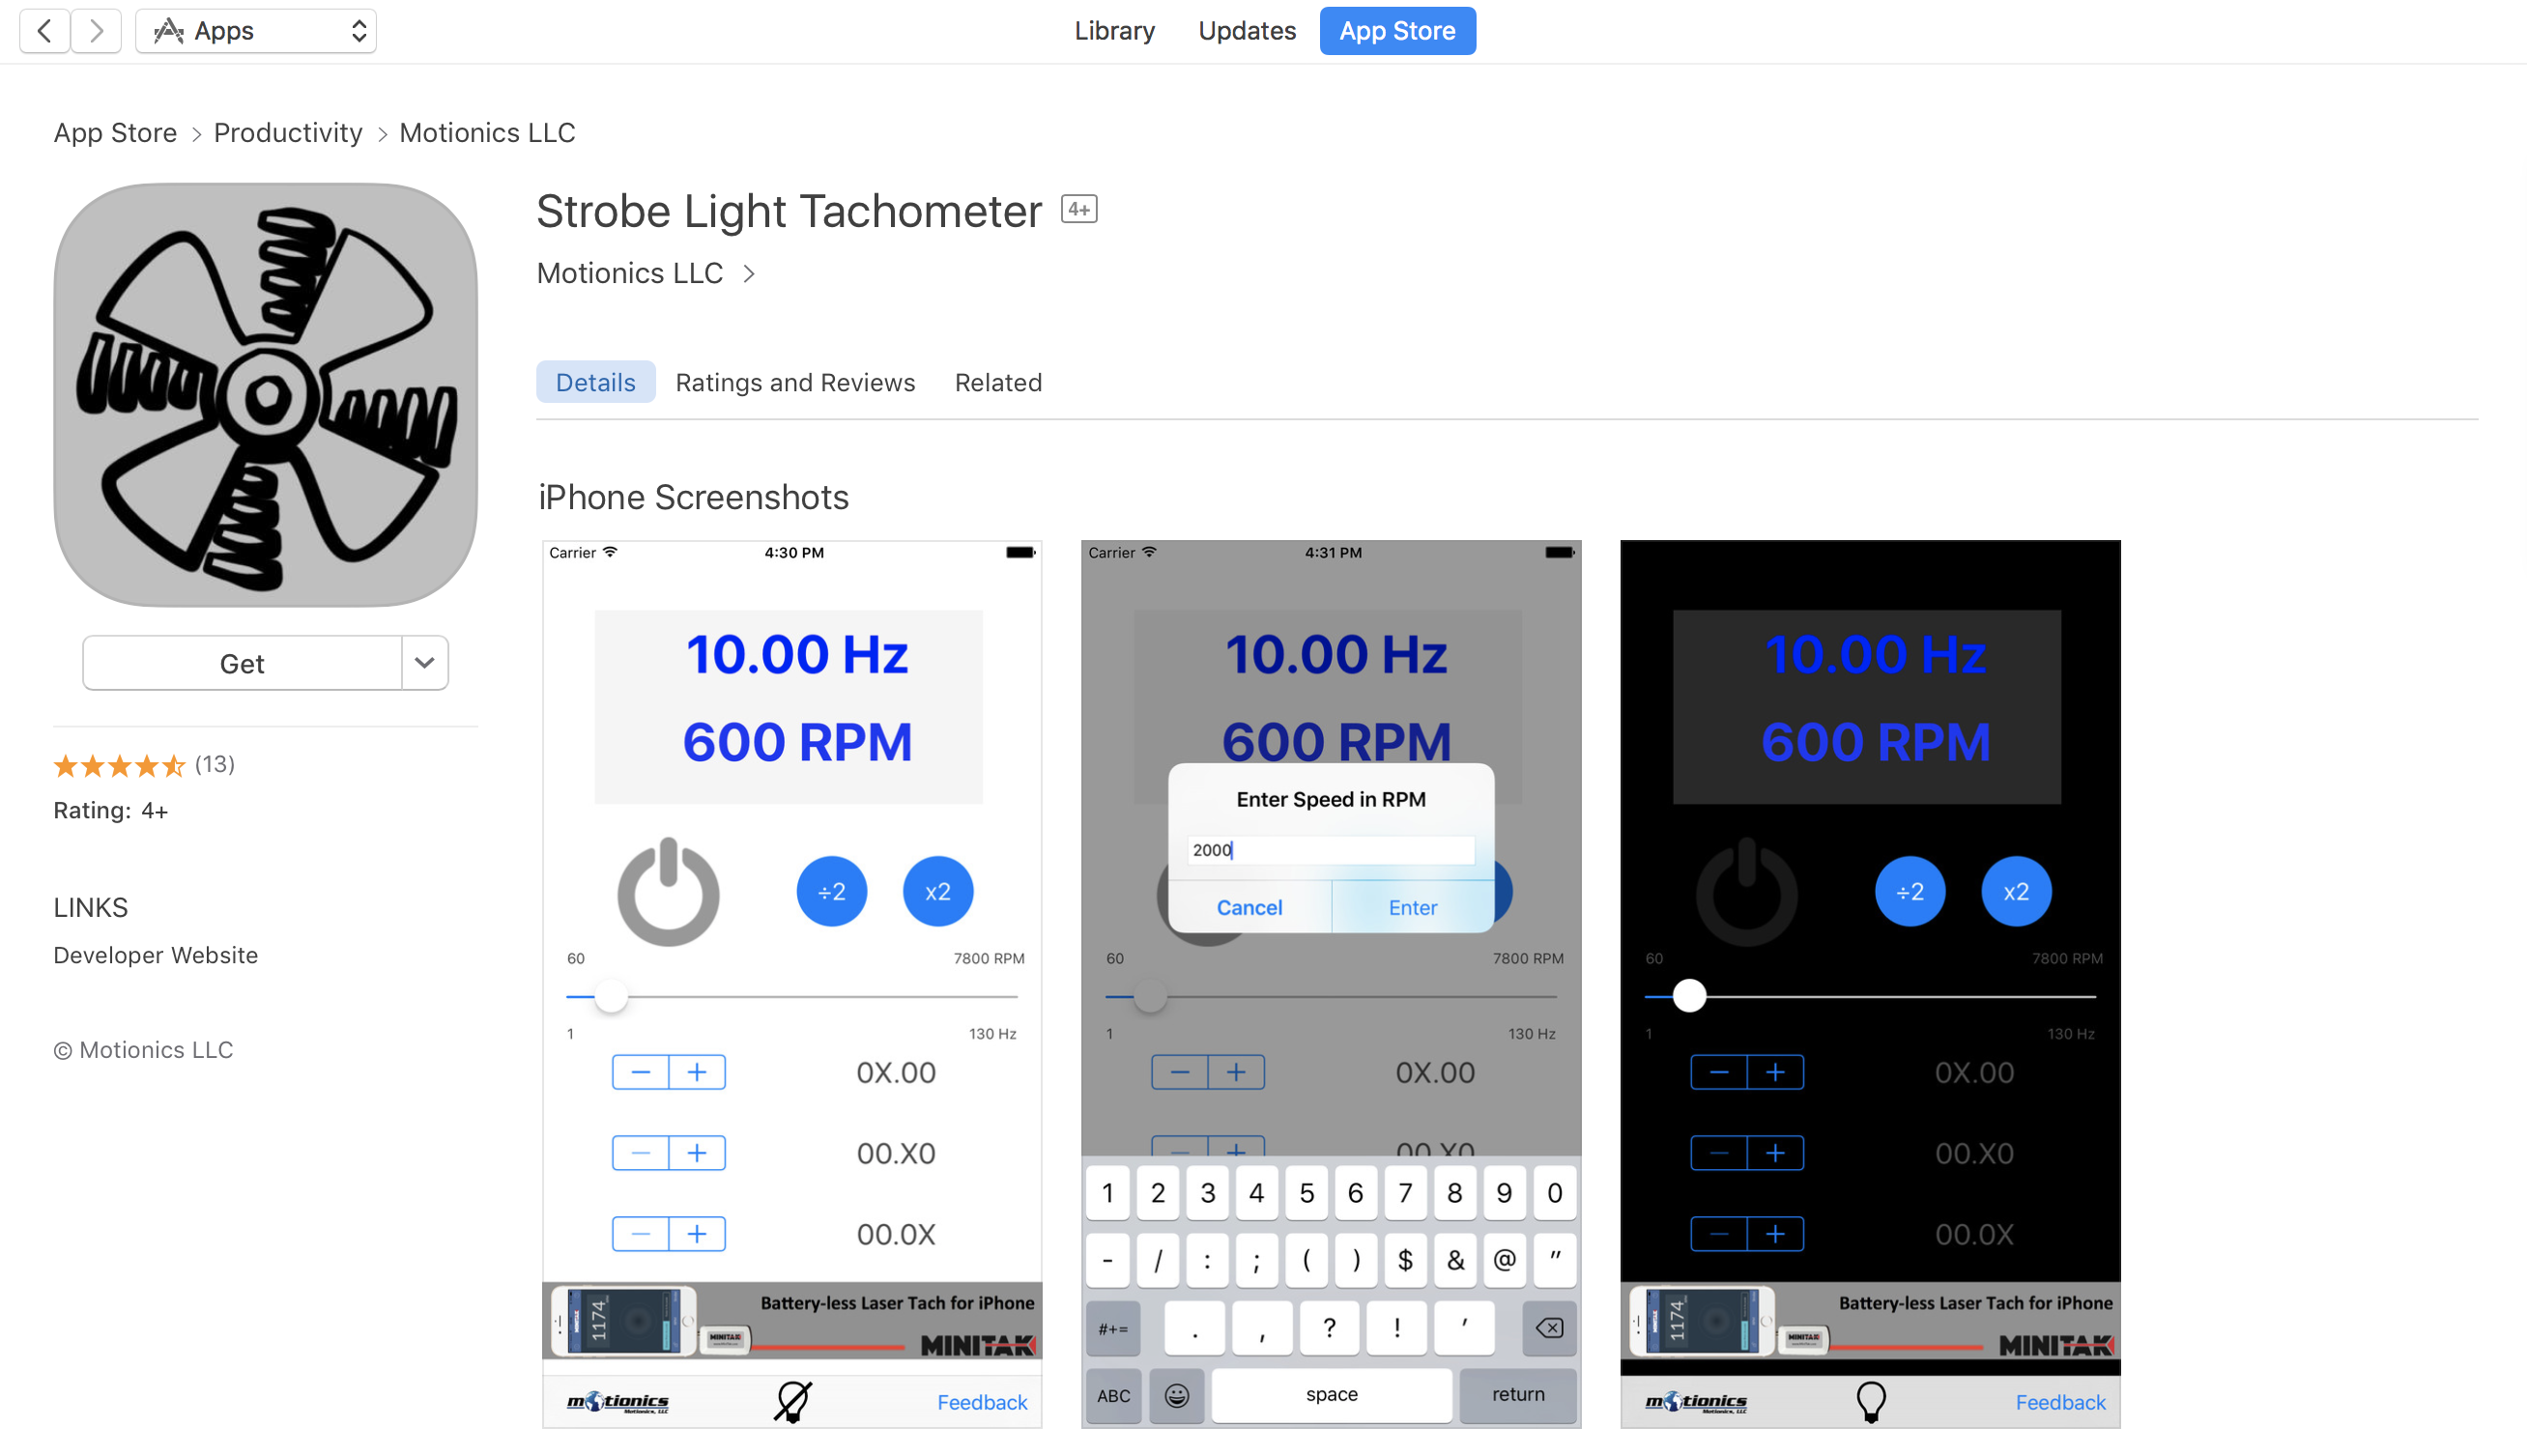 Apps
Library
Updates
App Store
App Store > Productivity > Motionics LLC
Strobe Light Tachometer 4+
Motionics LLC >
Details
Ratings and Reviews
Related
Get
(13)
Rating: 4+
LINKS
Developer Website
© Motionics LLC
iPhone Screenshots
Carrier
4:30 PM
10.00 Hz
600 RPM
÷2
x2
60
7800 RPM
1
130 Hz
− +
0X.00
− +
00.X0
− +
00.0X
1174
MINITAK
Battery-less Laser Tach for iPhone
MINITAK
motionics
Motionics, LLC
Feedback
Carrier
4:31 PM
10.00 Hz
600 RPM
Enter Speed in RPM
2000
Cancel
Enter
60
7800 RPM
1
130 Hz
− +
0X.00
− +
00.X0
1 2 3 4 5 6 7 8 9 0
- / : ; ( ) $ & @ "
#+= . , ? ! '
ABC
space
return
10.00 Hz
600 RPM
÷2
x2
60
7800 RPM
1
130 Hz
− +
0X.00
− +
00.X0
− +
00.0X
1174
MINITAK
Battery-less Laser Tach for iPhone
MINITAK
motionics
Motionics, LLC
Feedback